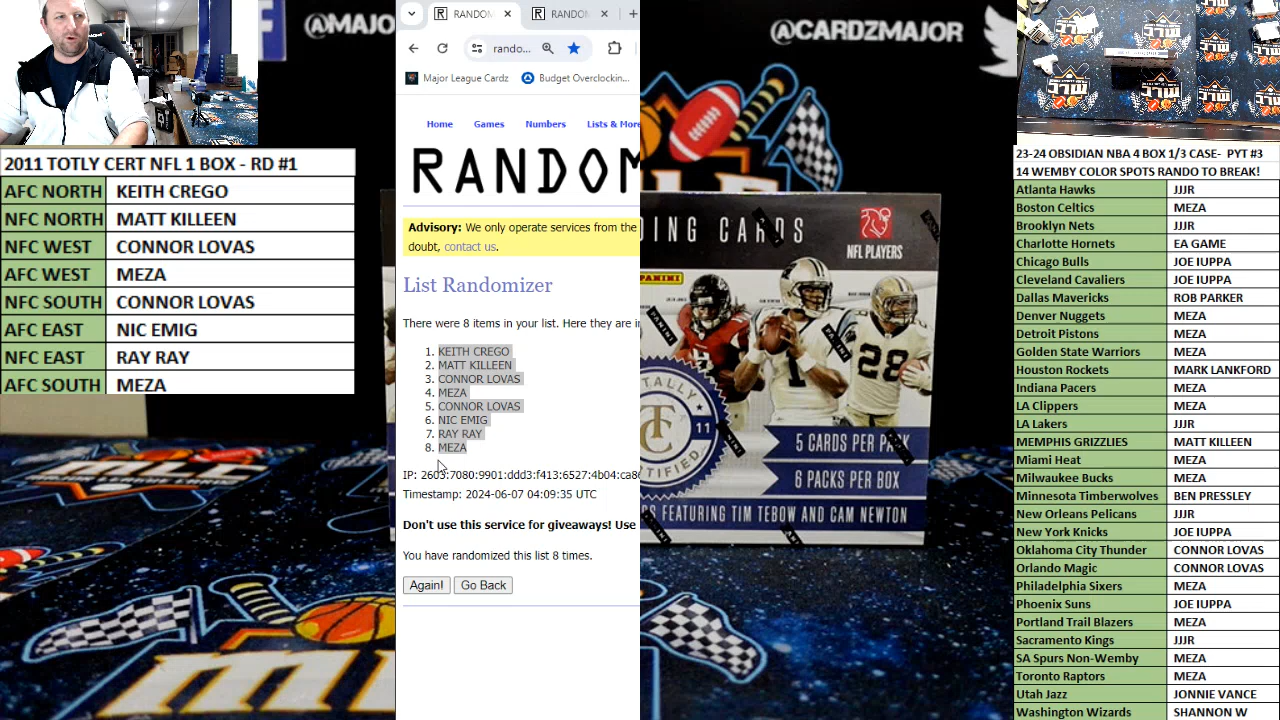 @MAJO
2011 TOTLY CERT NFL 1 BOX - RD #1
AFC NORTH KEITH CREGO
NFC NORTH MATT KILLEEN
NFC WEST CONNOR LOVAS
AFC WEST MEZA
NFC SOUTH CONNOR LOVAS
AFC EAST NIC EMIG
NFC EAST RAY RAY
AFC SOUTH MEZA
MLC
RANDOM
RANDOM
rando...
Major League Cardz
Budget Overclockin...
Home Games Numbers Lists & More
RANDOM
Advisory: We only operate services from the
doubt, contact us.
List Randomizer
There were 8 items in your list. Here they are in
1. KEITH CREGO
2. MATT KILLEEN
3. CONNOR LOVAS
4. MEZA
5. CONNOR LOVAS
6. NIC EMIG
7. RAY RAY
8. MEZA
IP: 2603:7080:9901:ddd3:f413:6527:4b04:ca8
Timestamp: 2024-06-07 04:09:35 UTC
Don't use this service for giveaways! Use
You have randomized this list 8 times.
Again! Go Back
@CARDZMAJOR
DING CARDS
NFL PLAYERS
PANINI
TOTALLY
TC
11
CERTIFIED
5 CARDS PER PACK
6 PACKS PER BOX
FEATURING TIM TEBOW AND CAM NEWTON
23-24 OBSIDIAN NBA 4 BOX 1/3 CASE- PYT #3
14 WEMBY COLOR SPOTS RANDO TO BREAK!
Atlanta Hawks JJJR
Boston Celtics MEZA
Brooklyn Nets JJJR
Charlotte Hornets EA GAME
Chicago Bulls JOE IUPPA
Cleveland Cavaliers JOE IUPPA
Dallas Mavericks ROB PARKER
Denver Nuggets MEZA
Detroit Pistons MEZA
Golden State Warriors MEZA
Houston Rockets MARK LANKFORD
Indiana Pacers MEZA
LA Clippers MEZA
LA Lakers JJJR
MEMPHIS GRIZZLIES MATT KILLEEN
Miami Heat MEZA
Milwaukee Bucks MEZA
Minnesota Timberwolves BEN PRESSLEY
New Orleans Pelicans JJJR
New York Knicks JOE IUPPA
Oklahoma City Thunder CONNOR LOVAS
Orlando Magic CONNOR LOVAS
Philadelphia Sixers MEZA
Phoenix Suns JOE IUPPA
Portland Trail Blazers MEZA
Sacramento Kings JJJR
SA Spurs Non-Wemby MEZA
Toronto Raptors MEZA
Utah Jazz JONNIE VANCE
Washington Wizards SHANNON W